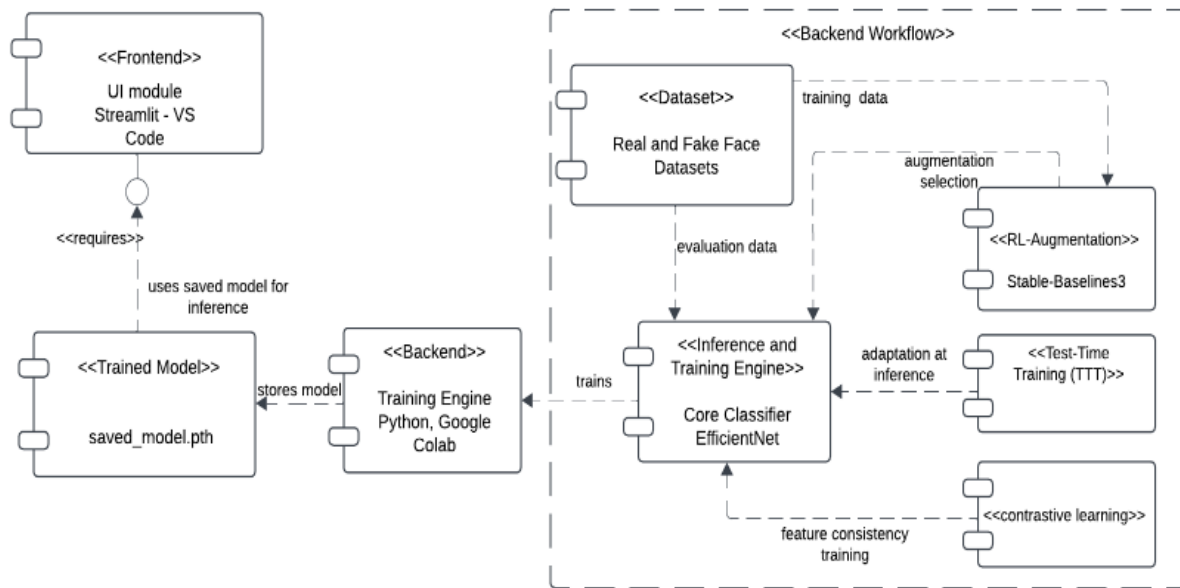 <<Frontend>>
UI module
Streamlit - VS
Code
<<requires>>
uses saved model for
inference
<<Trained Model>>
saved_model.pth
stores model
<<Backend>>
Training Engine
Python, Google
Colab
trains
<<Backend Workflow>>
<<Dataset>>
Real and Fake Face
Datasets
training data
augmentation
selection
<<RL-Augmentation>>
Stable-Baselines3
evaluation data
<<Inference and
Training Engine>>
Core Classifier
EfficientNet
adaptation at
inference
<<Test-Time
Training (TTT)>>
<<contrastive learning>>
feature consistency
training